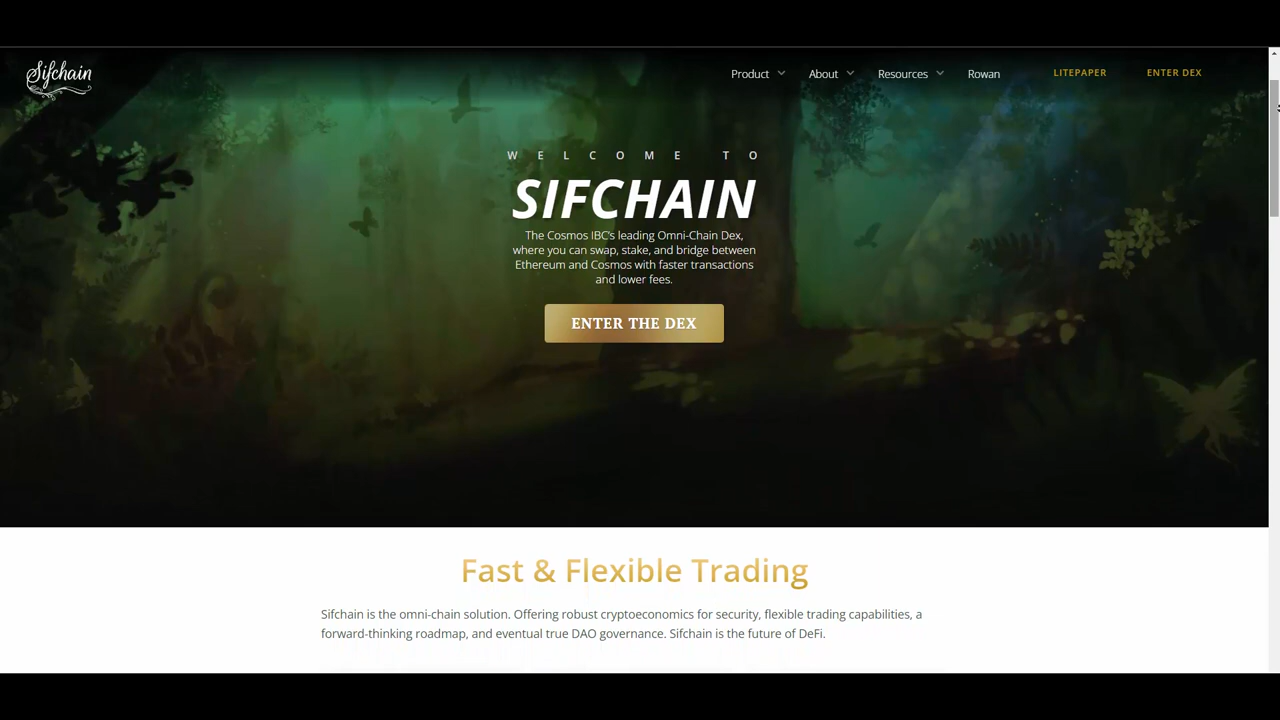 Sifchain
Product About Resources Rowan LITEPAPER ENTER DEX
WELCOME TO
SIFCHAIN
The Cosmos IBC's leading Omni-Chain Dex,
where you can swap, stake, and bridge between
Ethereum and Cosmos with faster transactions
and lower fees.
ENTER THE DEX
Fast & Flexible Trading
Sifchain is the omni-chain solution. Offering robust cryptoeconomics for security, flexible trading capabilities, a
forward-thinking roadmap, and eventual true DAO governance. Sifchain is the future of DeFi.